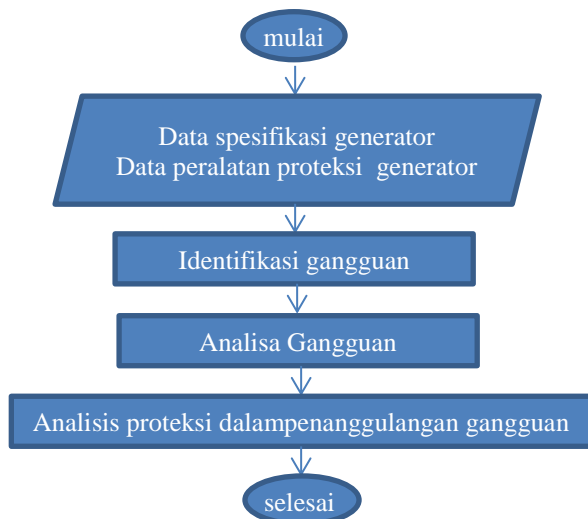 mulai
Data spesifikasi generator
Data peralatan proteksi generator
Identifikasi gangguan
Analisa Gangguan
Analisis proteksi dalampenanggulangan gangguan
selesai